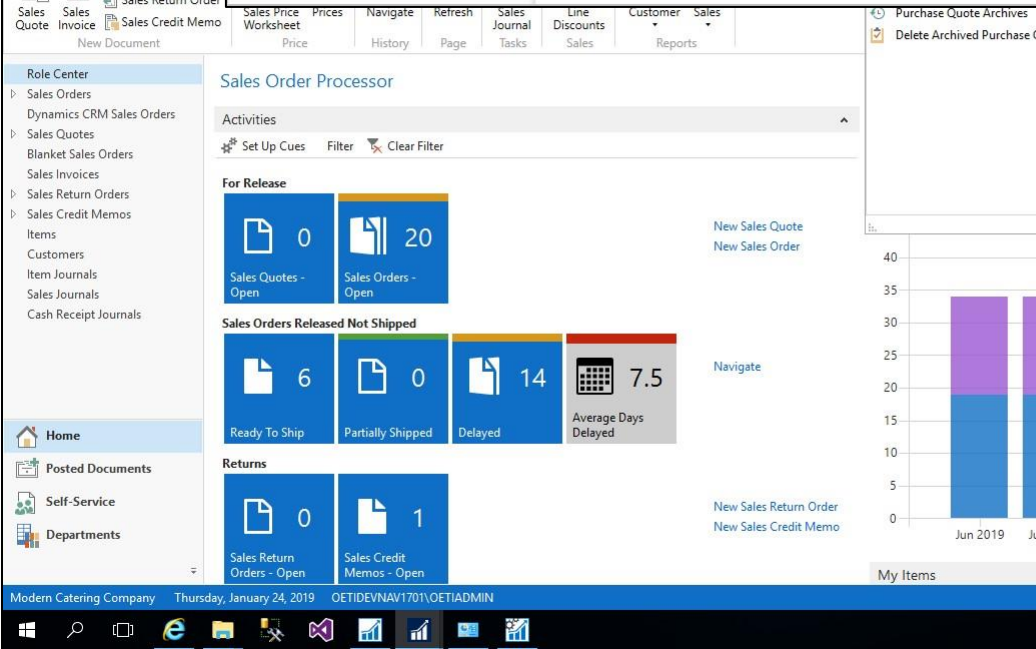 Sales Return Order
Sales Quote
Sales Invoice
Sales Credit Memo
Sales Price Worksheet
Prices
Navigate
Refresh
Sales Journal
Line Discounts
Customer
Sales
New Document
Price
History
Page
Tasks
Sales
Reports
Purchase Quote Archives
Delete Archived Purchase
Role Center
Sales Orders
Dynamics CRM Sales Orders
Sales Quotes
Blanket Sales Orders
Sales Invoices
Sales Return Orders
Sales Credit Memos
Items
Customers
Item Journals
Sales Journals
Cash Receipt Journals
Home
Posted Documents
Self-Service
Departments
Sales Order Processor
Activities
Set Up Cues Filter Clear Filter
For Release
0
Sales Quotes -
Open
20
Sales Orders -
Open
New Sales Quote
New Sales Order
Sales Orders Released Not Shipped
6
Ready To Ship
0
Partially Shipped
14
Delayed
7.5
Average Days
Delayed
Navigate
Returns
0
Sales Return
Orders - Open
1
Sales Credit
Memos - Open
New Sales Return Order
New Sales Credit Memo
40
35
30
25
20
15
10
5
0
Jun 2019
My Items
Modern Catering Company Thursday, January 24, 2019 OETIDEVNAV1701\OETIADMIN